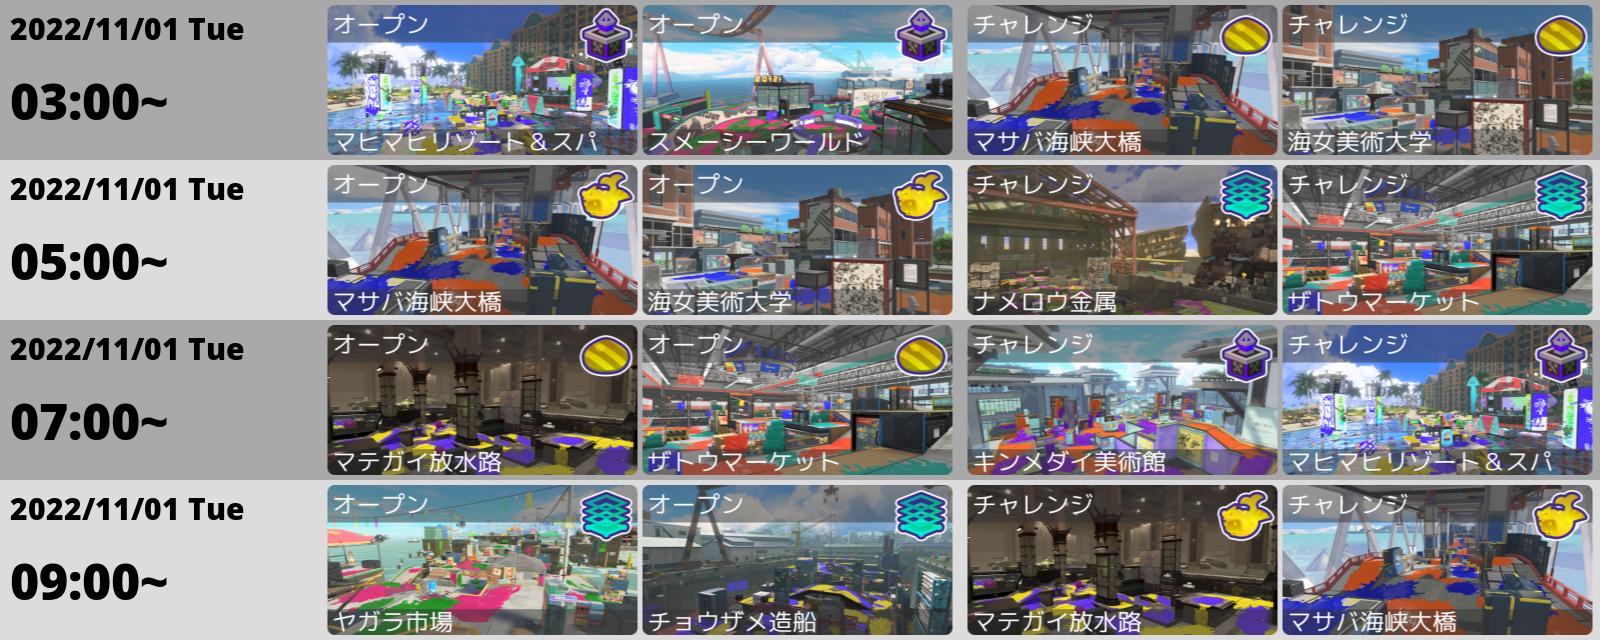 2022/11/01 Tue
03:00~
オープン
マヒマヒリゾート＆スパ
オープン
スメーシーワールド
チャレンジ
マサバ海峡大橋
チャレンジ
海女美術大学
2022/11/01 Tue
05:00~
オープン
マサバ海峡大橋
オープン
海女美術大学
チャレンジ
ナメロウ金属
チャレンジ
ザトウマーケット
2022/11/01 Tue
07:00~
オープン
マテガイ放水路
オープン
ザトウマーケット
チャレンジ
キンメダイ美術館
チャレンジ
マヒマヒリゾート＆スパ
2022/11/01 Tue
09:00~
オープン
ヤガラ市場
オープン
チョウザメ造船
チャレンジ
マテガイ放水路
チャレンジ
マサバ海峡大橋